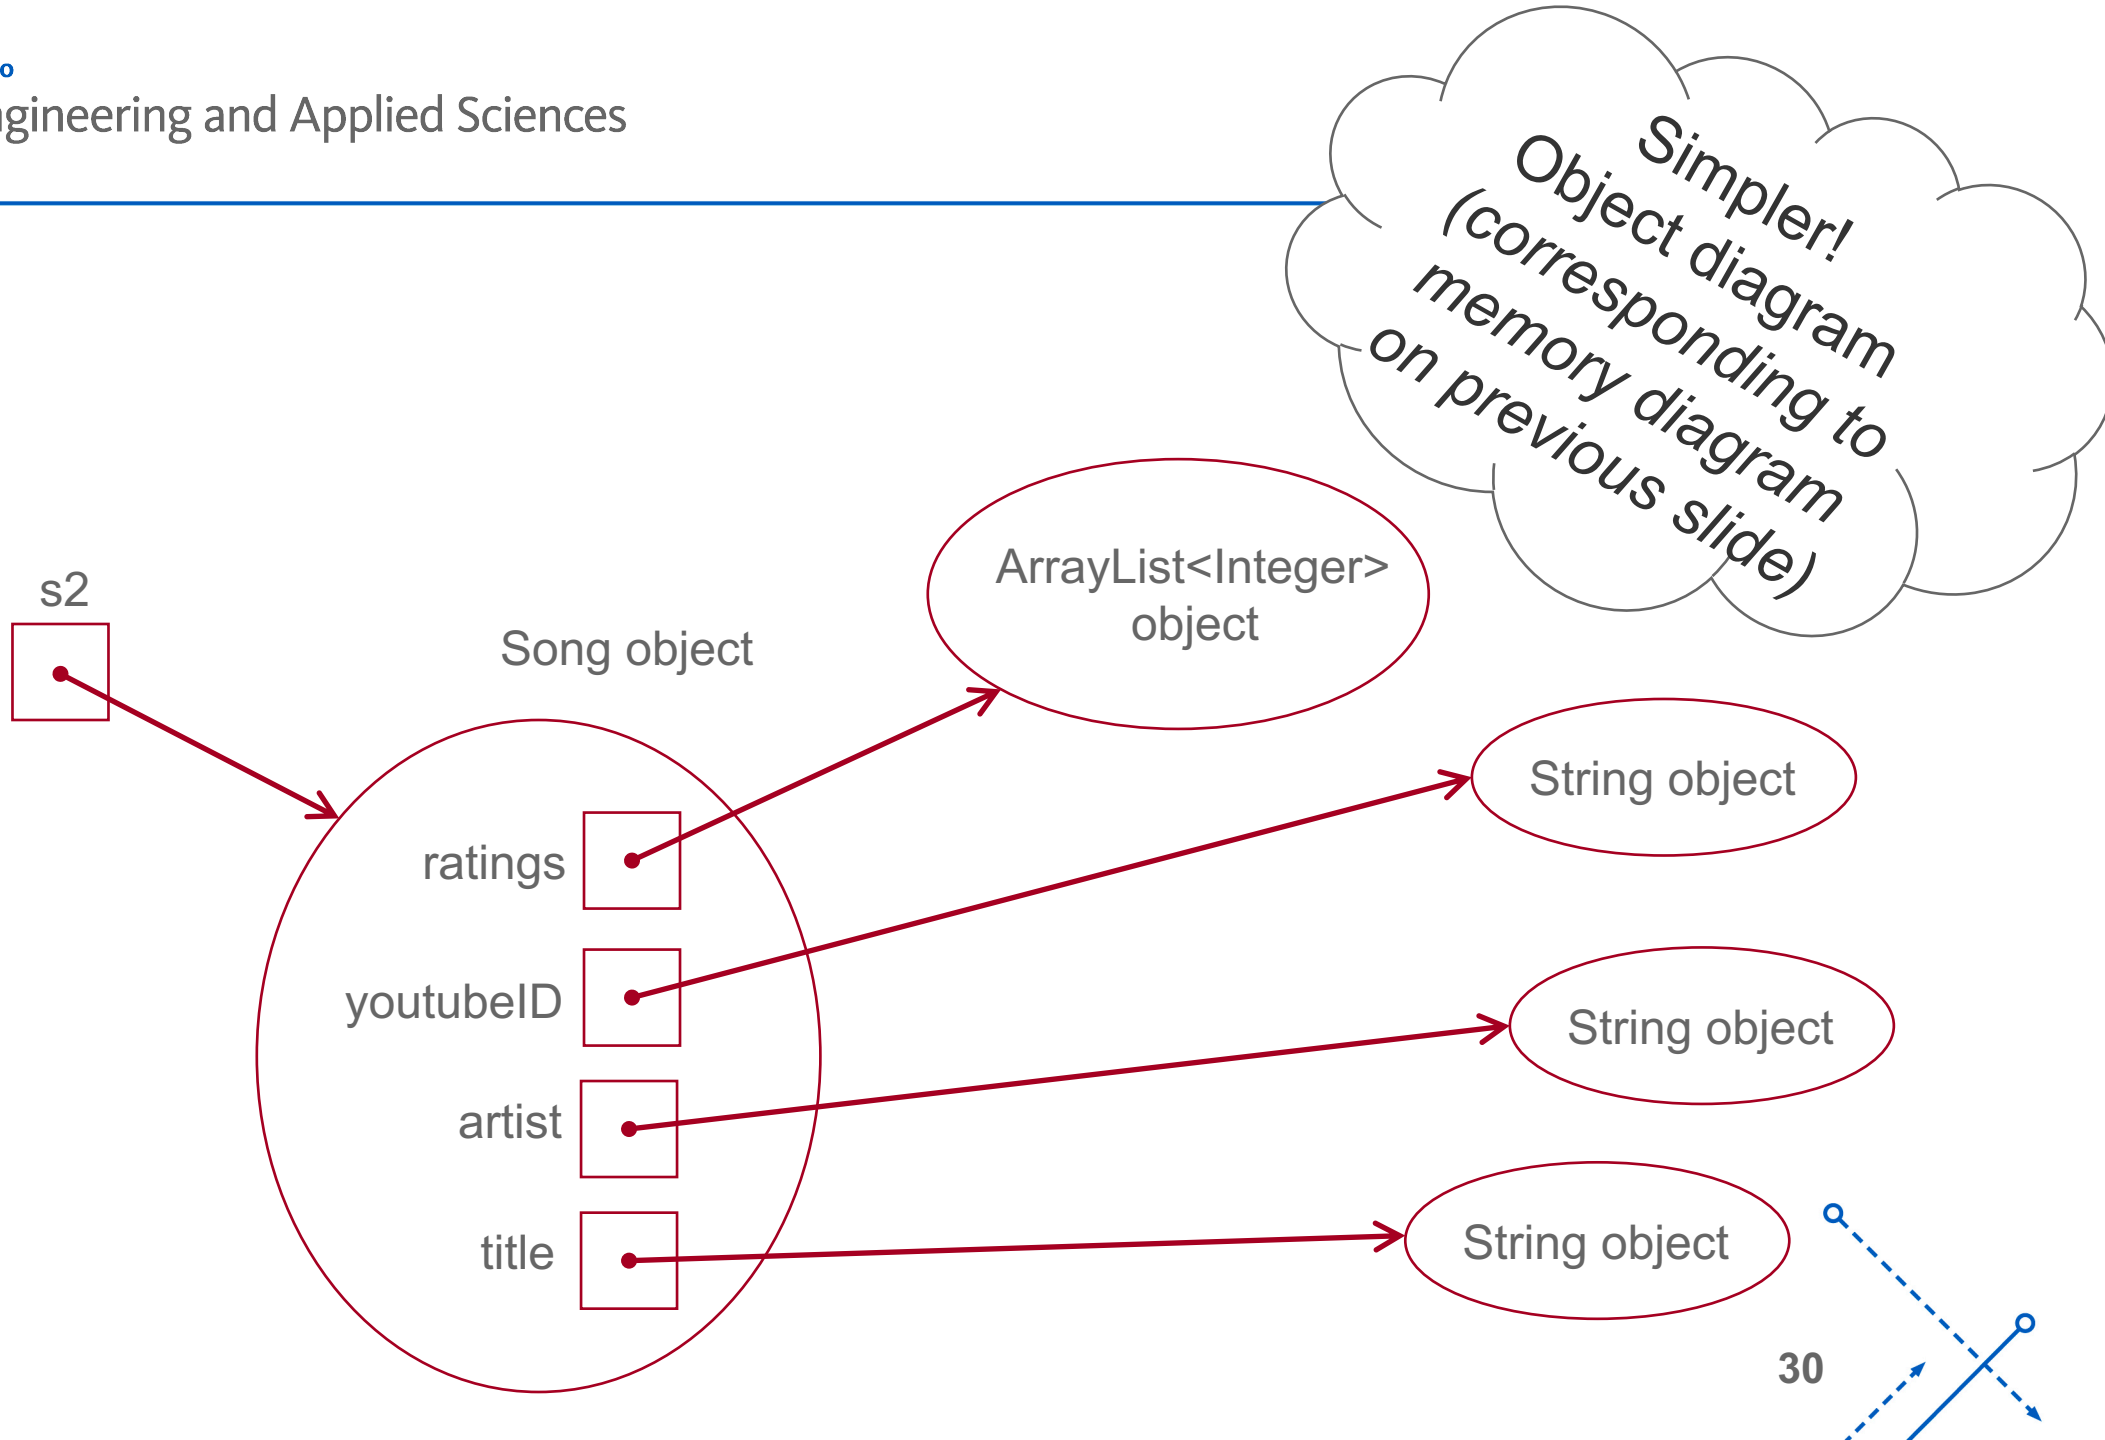 ngineering and Applied Sciences
Simpler!
Object diagram
(corresponding to
memory diagram
on previous slide)
s2
Song object
ArrayList<Integer>
object
String object
ratings
youtubeID
String object
artist
title
String object
30